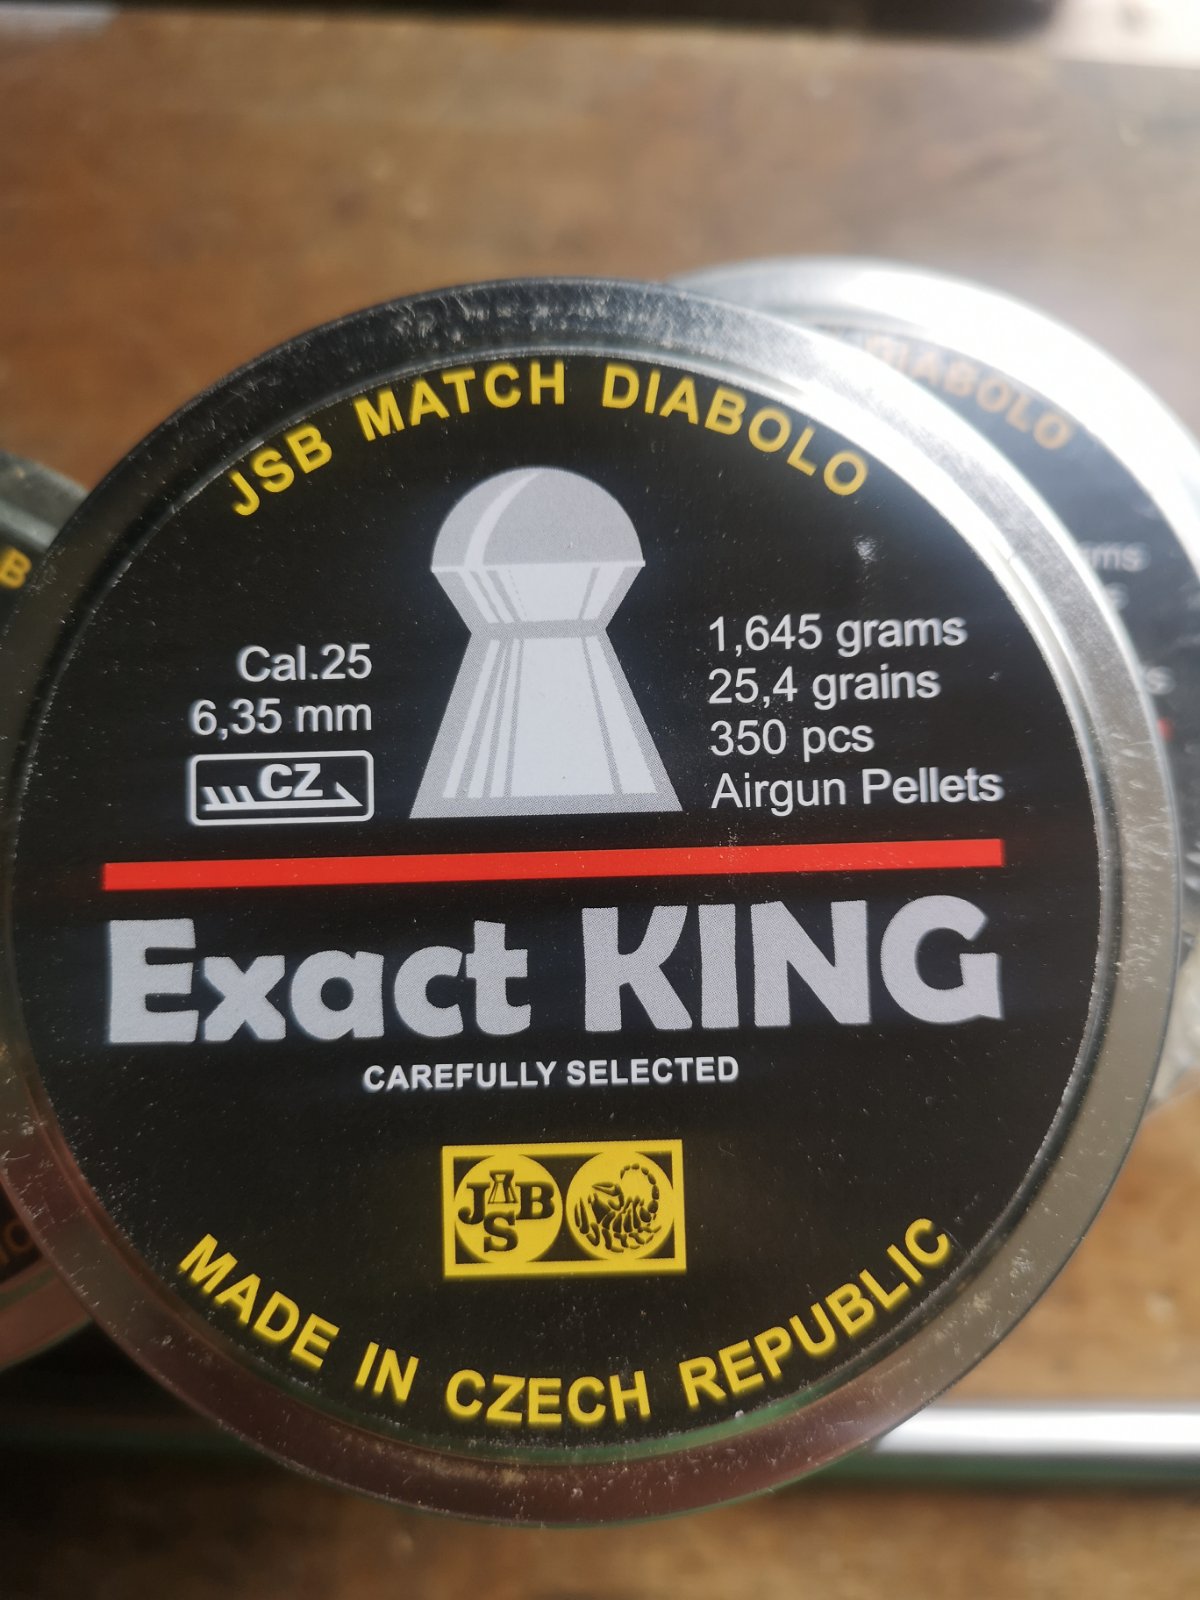 JSB MATCH DIABOLO
Cal.25
6,35 mm
CZ
1,645 grams
25,4 grains
350 pcs
Airgun Pellets
Exact KING
CAREFULLY SELECTED
JSB
MADE IN CZECH REPUBLIC
DIABOLO
B